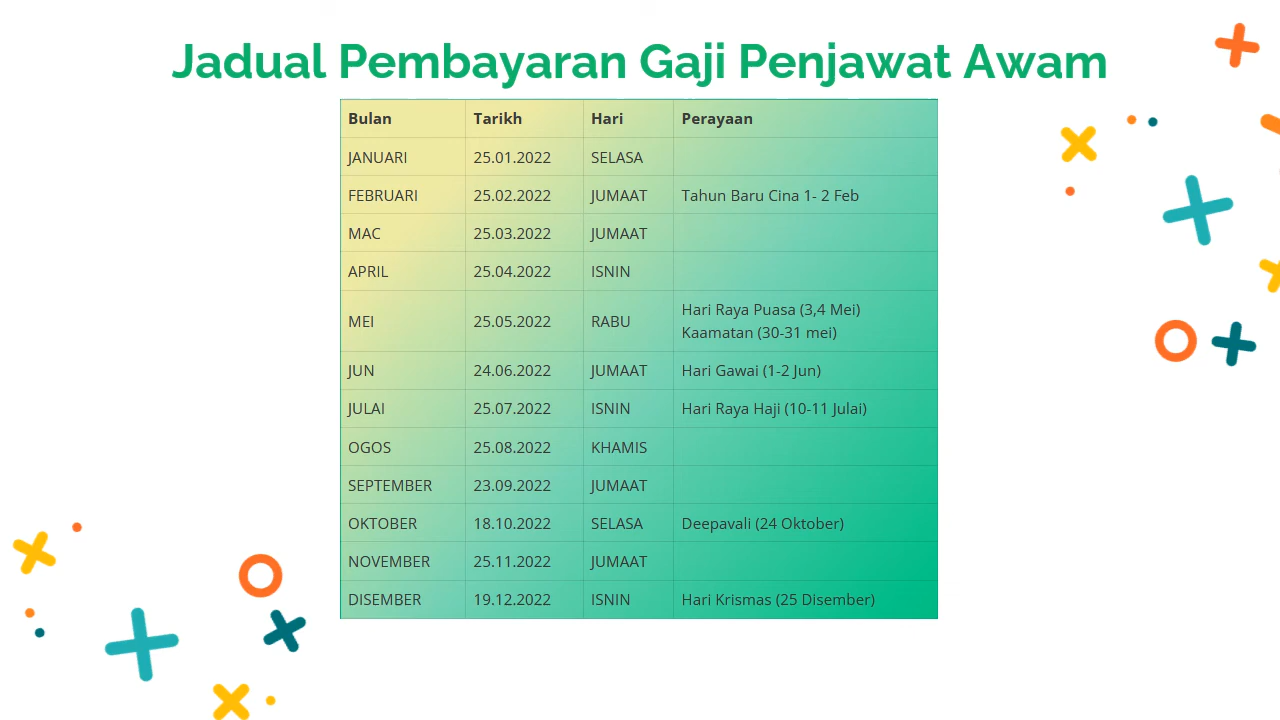 Jadual Pembayaran Gaji Penjawat Awam
Bulan Tarikh Hari Perayaan
JANUARI 25.01.2022 SELASA
FEBRUARI 25.02.2022 JUMAAT Tahun Baru Cina 1- 2 Feb
MAC 25.03.2022 JUMAAT
APRIL 25.04.2022 ISNIN
MEI 25.05.2022 RABU Hari Raya Puasa (3,4 Mei)
Kaamatan (30-31 mei)
JUN 24.06.2022 JUMAAT Hari Gawai (1-2 Jun)
JULAI 25.07.2022 ISNIN Hari Raya Haji (10-11 Julai)
OGOS 25.08.2022 KHAMIS
SEPTEMBER 23.09.2022 JUMAAT
OKTOBER 18.10.2022 SELASA Deepavali (24 Oktober)
NOVEMBER 25.11.2022 JUMAAT
DISEMBER 19.12.2022 ISNIN Hari Krismas (25 Disember)